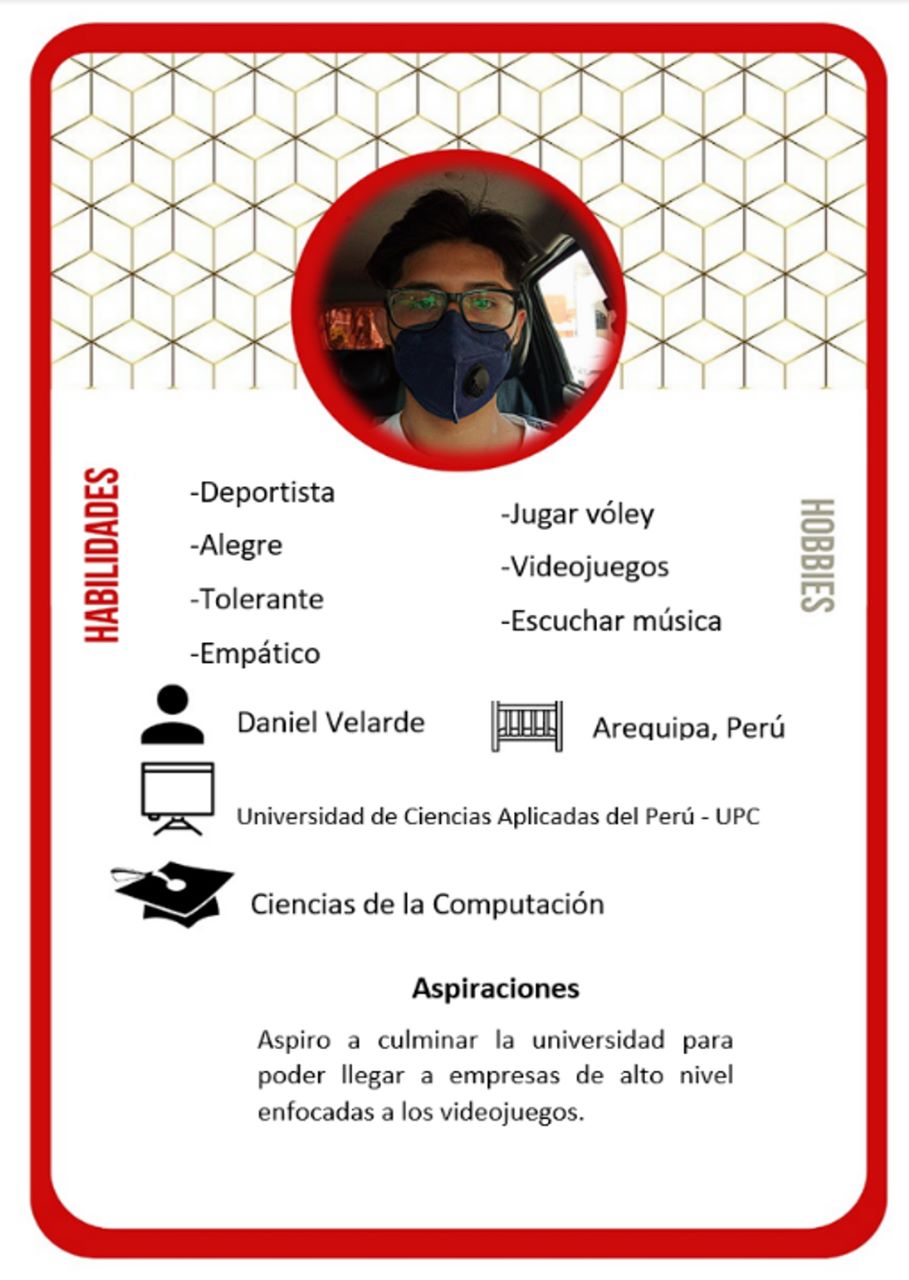 HABILIDADES
-Deportista
-Alegre
-Tolerante
-Empático
HOBBIES
-Jugar vóley
-Videojuegos
-Escuchar música
Daniel Velarde
Arequipa, Perú
Universidad de Ciencias Aplicadas del Perú - UPC
Ciencias de la Computación
Aspiraciones
Aspiro a culminar la universidad para
poder llegar a empresas de alto nivel
enfocadas a los videojuegos.